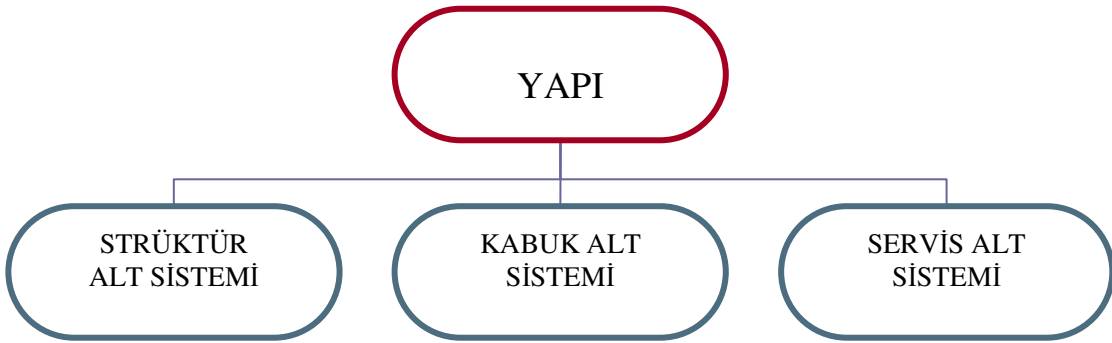 YAPI
STRÜKTÜR
ALT SİSTEMİ
KABUK ALT
SİSTEMİ
SERVİS ALT
SİSTEMİ